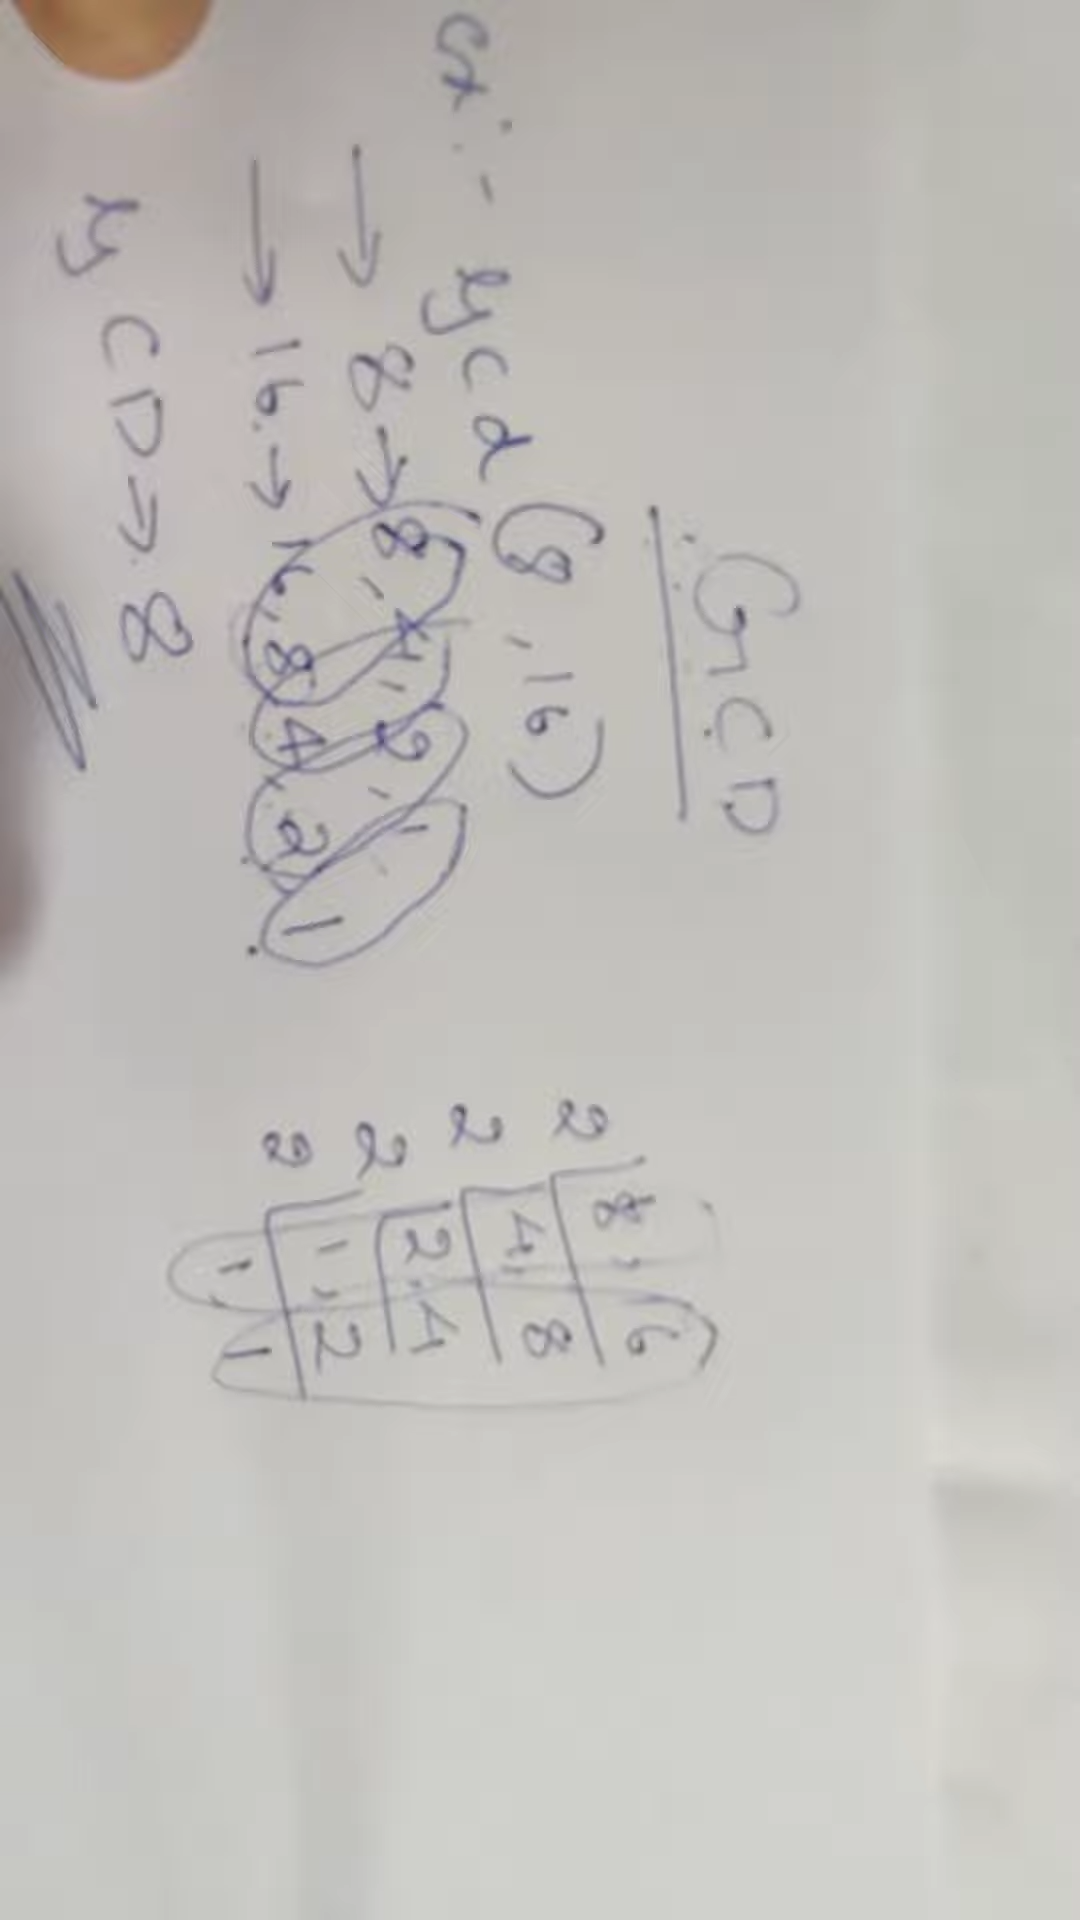 GCD
Ex:- gcd (8, 16)
→ 8 → 8, 4, 2, 1
→ 16 → 16, 8, 4, 2, 1
gCD → 8
2 8, 16
2 4, 8
2 2, 4
2 1, 2
1, 1